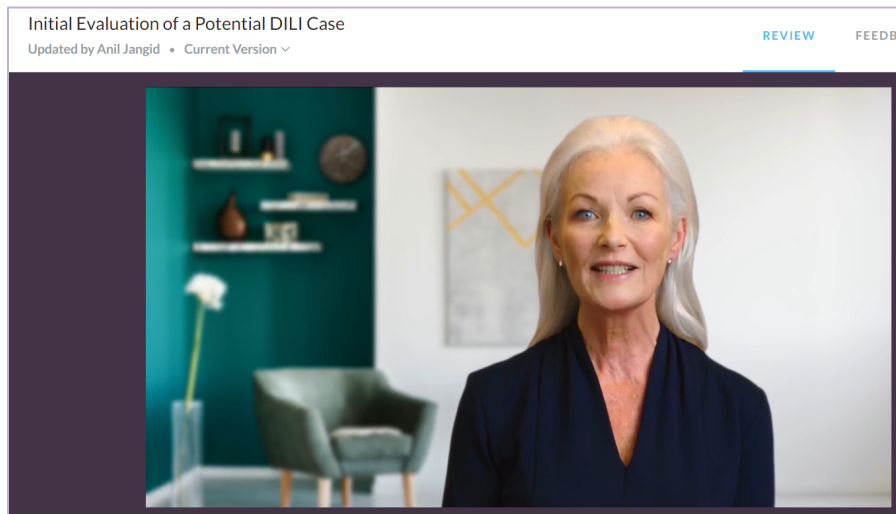 Initial Evaluation of a Potential DILI Case
Updated by Anil Jangid • Current Version
REVIEW
FEEDB